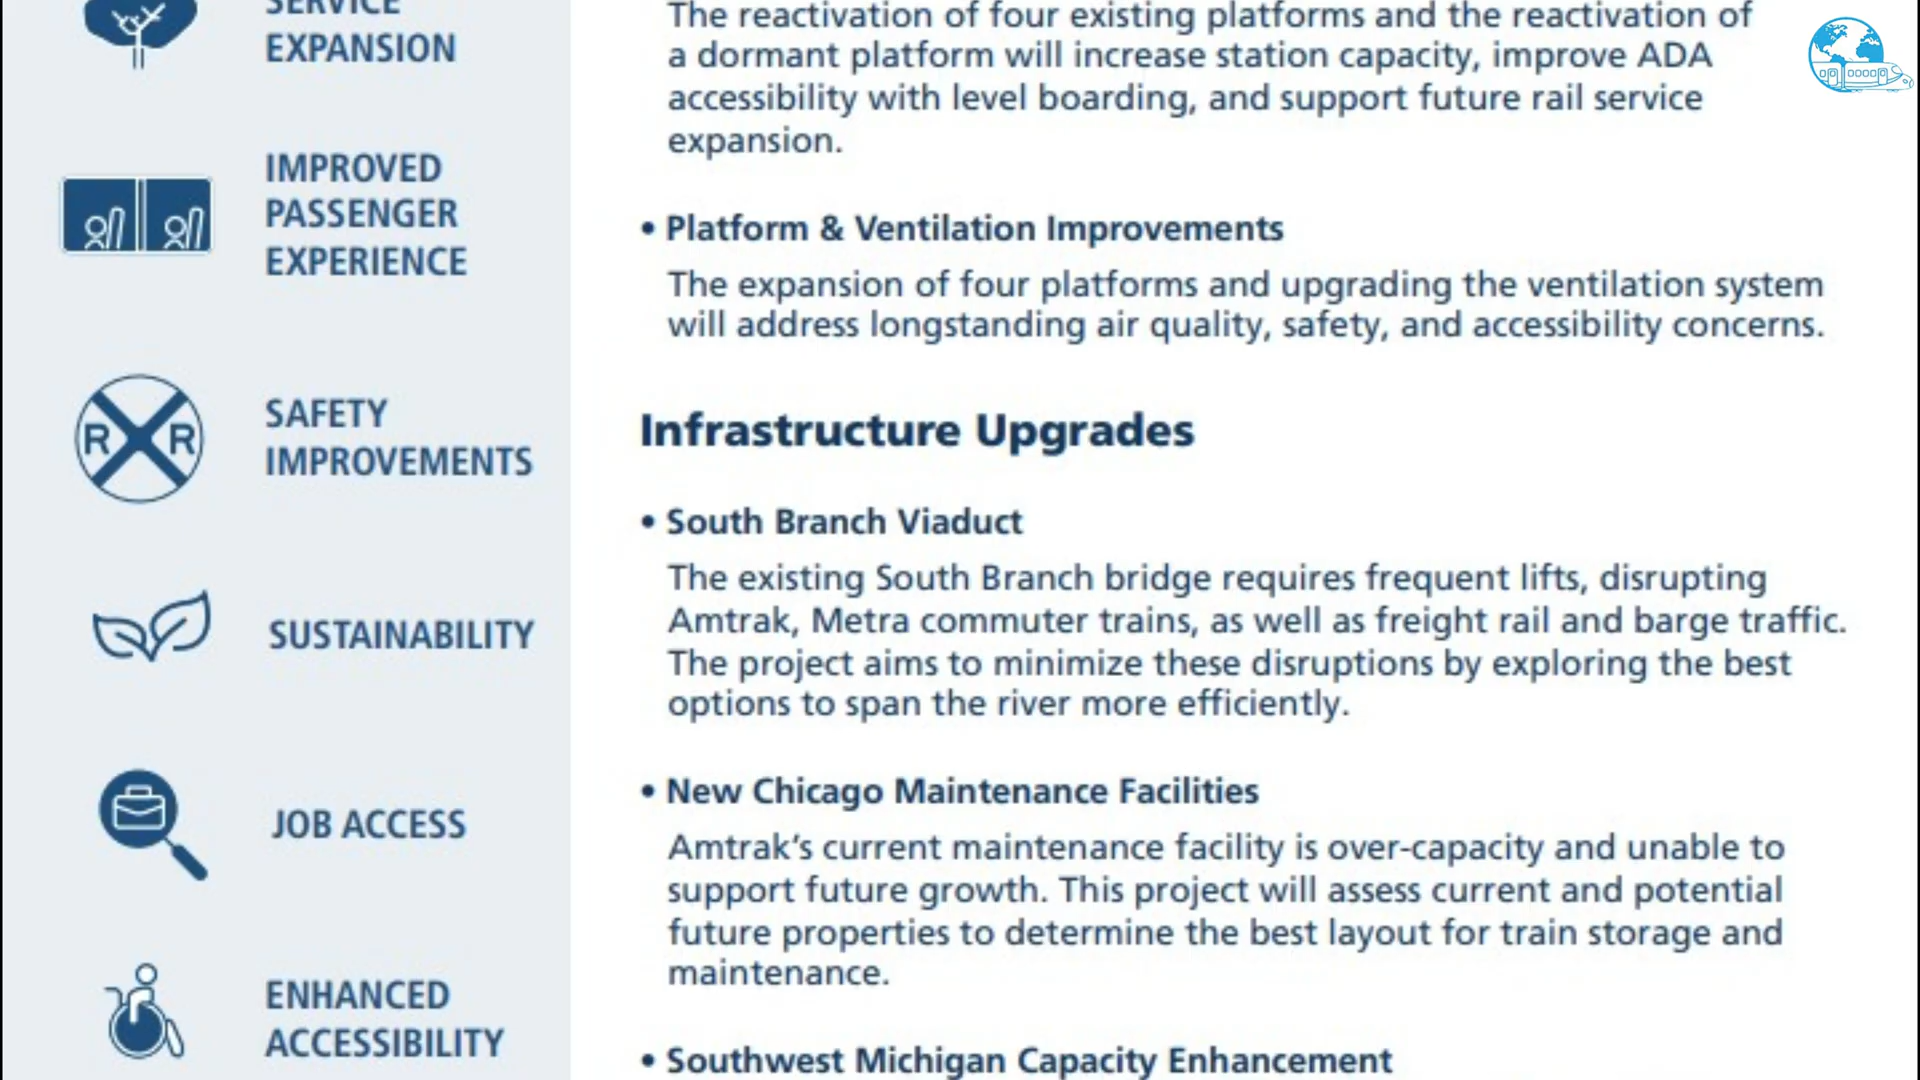 SERVICE
EXPANSION
IMPROVED
PASSENGER
EXPERIENCE
R R
SAFETY
IMPROVEMENTS
SUSTAINABILITY
JOB ACCESS
ENHANCED
ACCESSIBILITY
The reactivation of four existing platforms and the reactivation of
a dormant platform will increase station capacity, improve ADA
accessibility with level boarding, and support future rail service
expansion.
• Platform & Ventilation Improvements
The expansion of four platforms and upgrading the ventilation system
will address longstanding air quality, safety, and accessibility concerns.
Infrastructure Upgrades
• South Branch Viaduct
The existing South Branch bridge requires frequent lifts, disrupting
Amtrak, Metra commuter trains, as well as freight rail and barge traffic.
The project aims to minimize these disruptions by exploring the best
options to span the river more efficiently.
• New Chicago Maintenance Facilities
Amtrak’s current maintenance facility is over-capacity and unable to
support future growth. This project will assess current and potential
future properties to determine the best layout for train storage and
maintenance.
• Southwest Michigan Capacity Enhancement